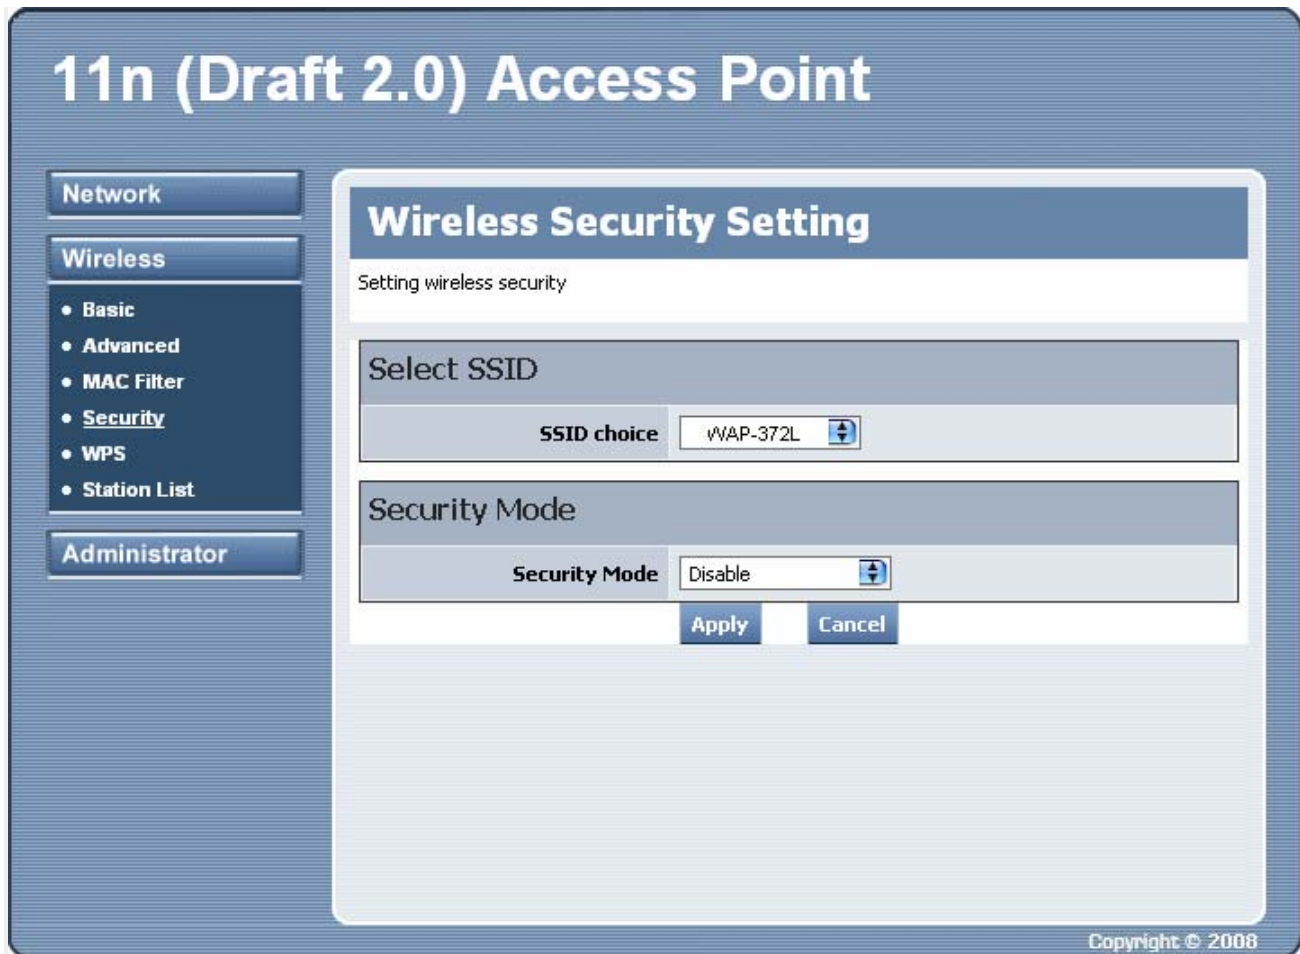 11n (Draft 2.0) Access Point
Network
Wireless
• Basic
• Advanced
• MAC Filter
• Security
• WPS
• Station List
Administrator
Wireless Security Setting
Setting wireless security
Select SSID
SSID choice WAP-372L
Security Mode
Security Mode Disable
Apply Cancel
Copyright © 2008